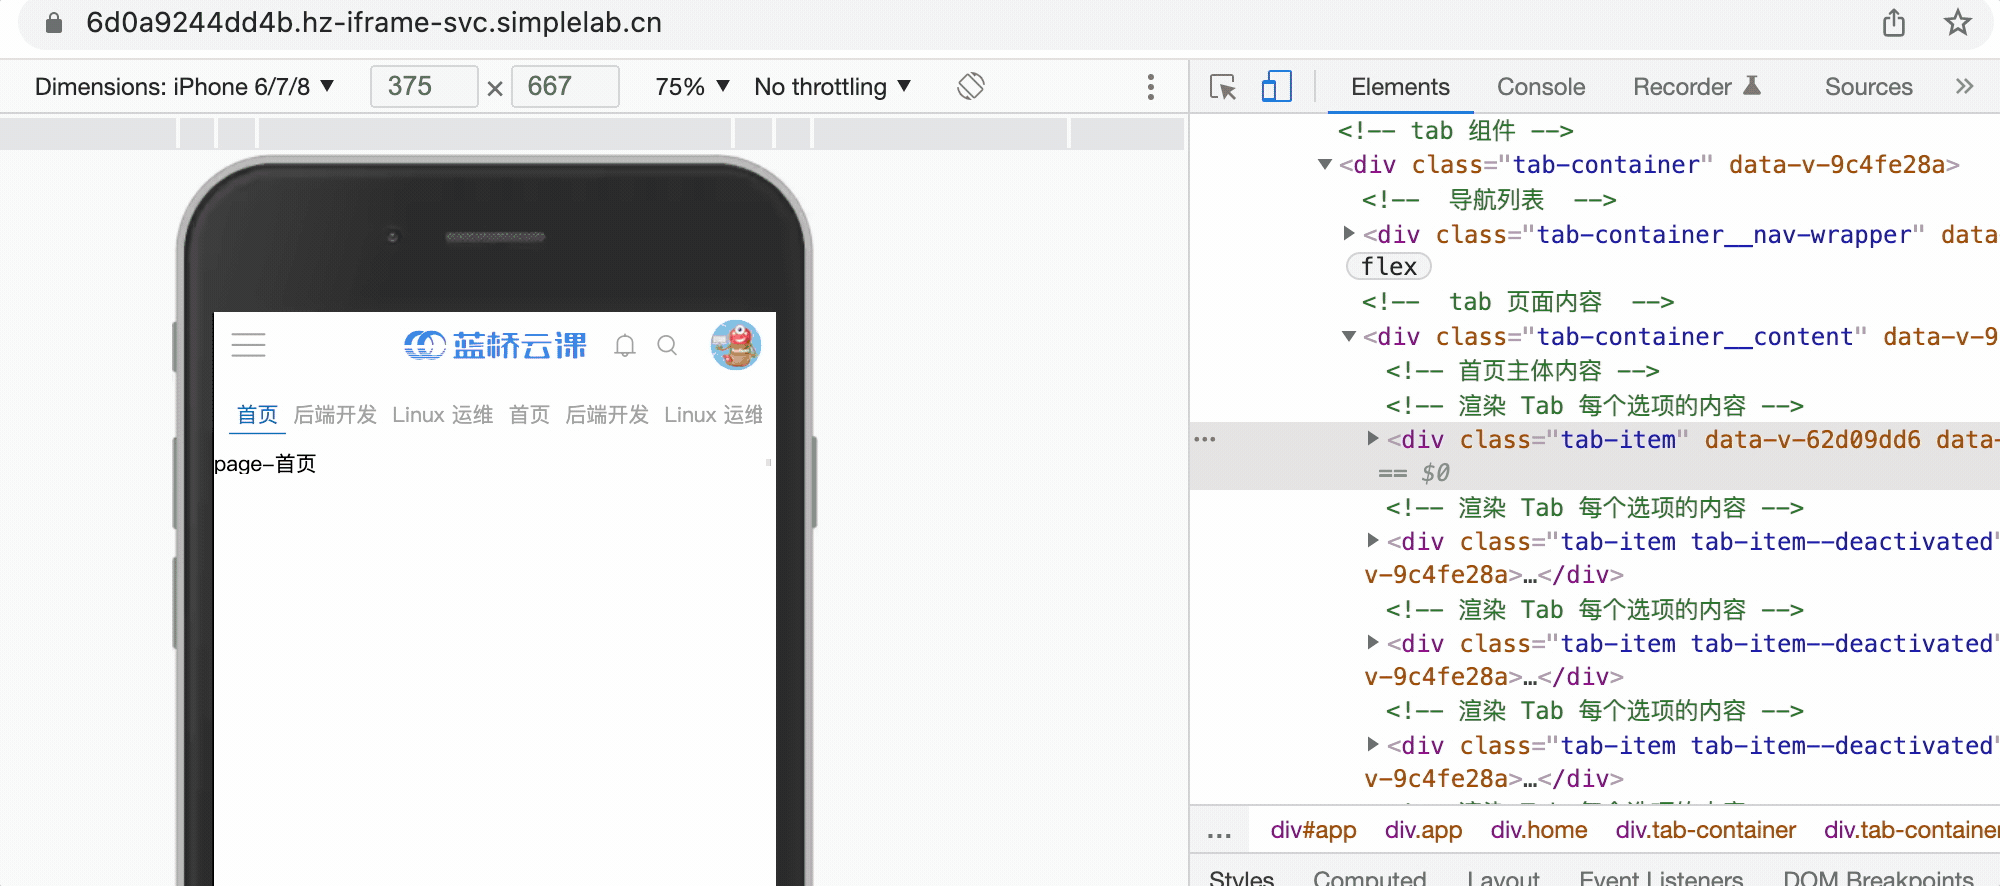 6d0a9244dd4b.hz-iframe-svc.simplelab.cn
Dimensions: iPhone 6/7/8 ▼ 375 × 667 75% ▼ No throttling ▼
Elements Console Recorder Sources »
蓝桥云课
首页 后端开发 Linux 运维 首页 后端开发 Linux 运维
page-首页
<!-- tab 组件 -->
▼<div class="tab-container" data-v-9c4fe28a>
<!-- 导航列表 -->
▶<div class="tab-container__nav-wrapper" data
flex
<!-- tab 页面内容 -->
▼<div class="tab-container__content" data-v-9
<!-- 首页主体内容 -->
<!-- 渲染 Tab 每个选项的内容 -->
… ▶<div class="tab-item" data-v-62d09dd6 data-
== $0
<!-- 渲染 Tab 每个选项的内容 -->
▶<div class="tab-item tab-item--deactivated"
v-9c4fe28a>…</div>
<!-- 渲染 Tab 每个选项的内容 -->
▶<div class="tab-item tab-item--deactivated"
v-9c4fe28a>…</div>
<!-- 渲染 Tab 每个选项的内容 -->
▶<div class="tab-item tab-item--deactivated"
v-9c4fe28a>…</div>
... div#app div.app div.home div.tab-container div.tab-container
Styles Computed Layout Event Listeners DOM Breakpoints